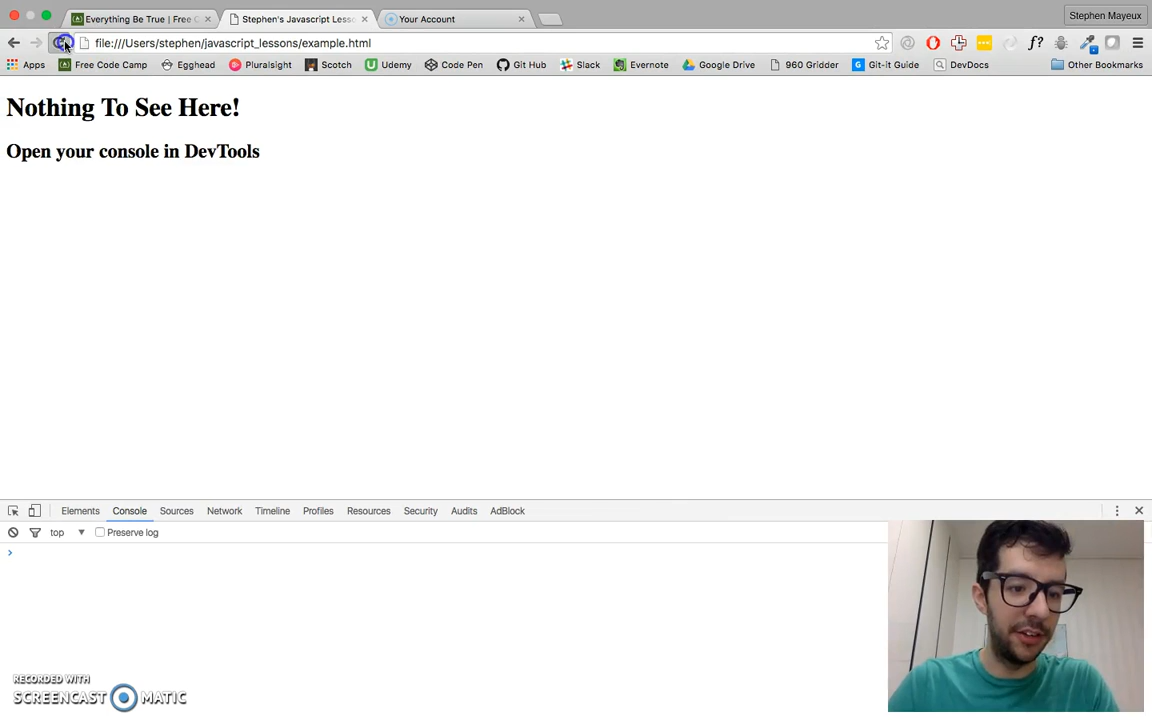 Everything Be True | Free C
Stephen's Javascript Less
Your Account
Stephen Mayeux
file:///Users/stephen/javascript_lessons/example.html
f?
Apps Free Code Camp Egghead Pluralsight Scotch Udemy Code Pen Git Hub Slack Evernote Google Drive 960 Gridder Git-it Guide DevDocs Other Bookmarks
Nothing To See Here!
Open your console in DevTools
Elements Console Sources Network Timeline Profiles Resources Security Audits AdBlock
top Preserve log
RECORDED WITH
SCREENCAST MATIC